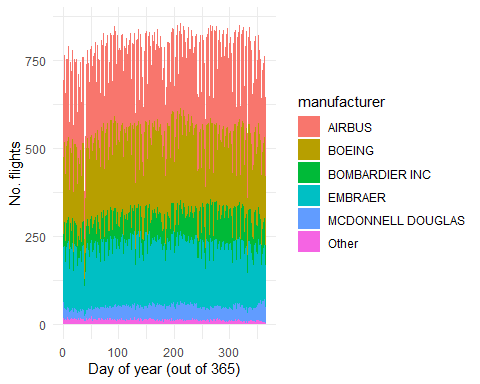 No. flights
750
500
250
0
0
100
200
300
Day of year (out of 365)
manufacturer
AIRBUS
BOEING
BOMBARDIER INC
EMBRAER
MCDONNELL DOUGLAS
Other